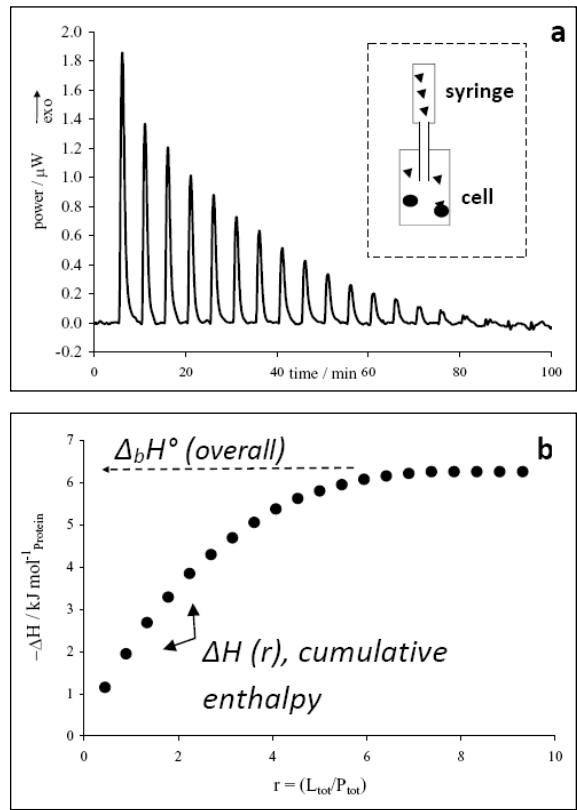 a
2.0
1.8
1.6
1.4
1.2
1.0
0.8
0.6
0.4
0.2
0.0
-0.2
power / μW
exo
syringe
cell
0 20 40 60 80 100
time / min
b
7
6
5
4
3
2
1
0
−ΔH / kJ mol⁻¹Protein
ΔbH° (overall)
ΔH (r), cumulative
enthalpy
0 2 4 6 8 10
r = (Ltot/Ptot)